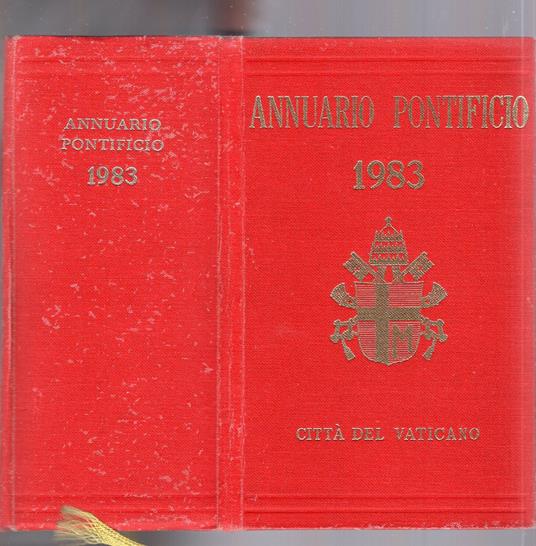 ANNUARIO
PONTIFICIO
1983
ANNUARIO PONTIFICIO
1983
M
CITTÀ DEL VATICANO